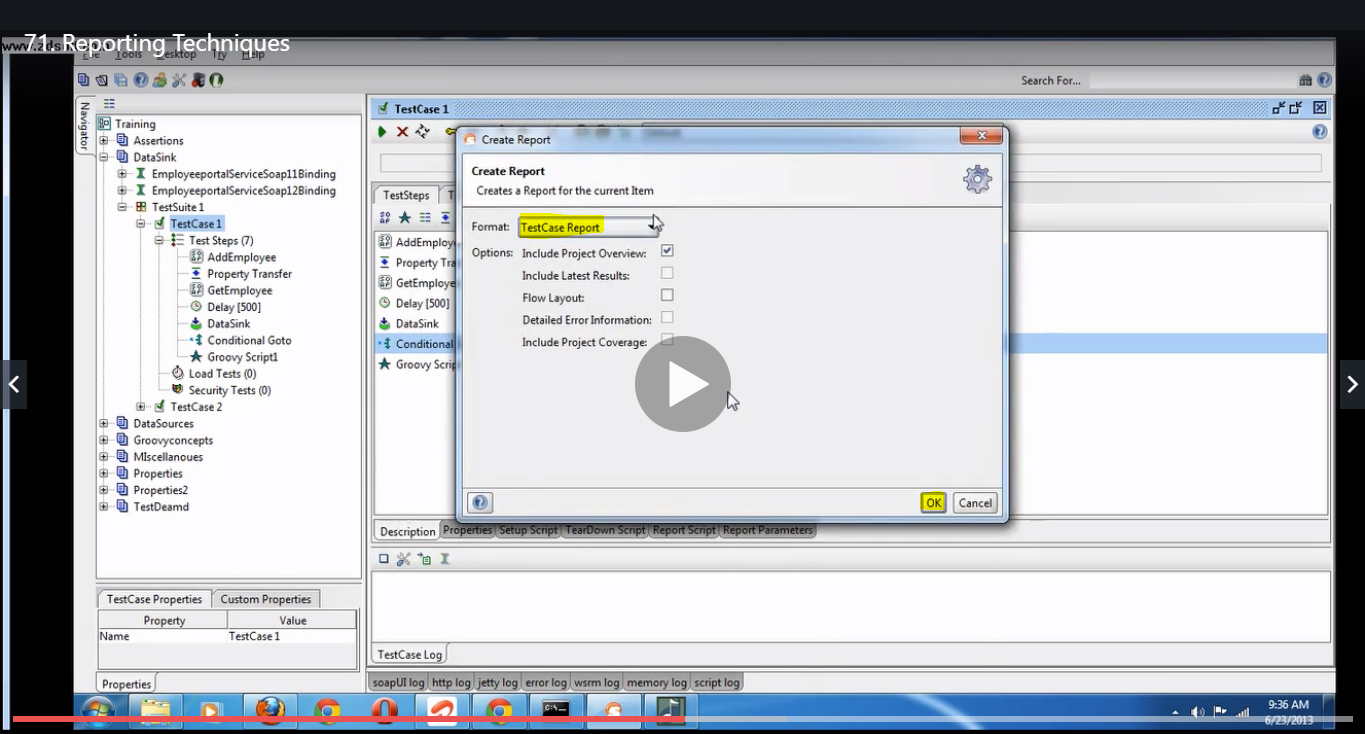 71. Reporting Techniques
Tools Desktop Try Help
Search For...
Navigator
Training
Assertions
DataSink
EmployeeportalServiceSoap11Binding
EmployeeportalServiceSoap12Binding
TestSuite 1
TestCase 1
Test Steps (7)
AddEmployee
Property Transfer
GetEmployee
Delay [500]
DataSink
Conditional Goto
Groovy Script1
Load Tests (0)
Security Tests (0)
TestCase 2
DataSources
Groovyconcepts
MIscellanoues
Properties
Properties2
TestDeamd
TestCase Properties Custom Properties
Property Value
Name TestCase 1
Properties
TestCase 1
TestSteps
AddEmploy
Property Tra
GetEmploye
Delay [500]
DataSink
Conditional
Groovy Scrip
Create Report
Create Report
Creates a Report for the current Item
Format: TestCase Report
Options: Include Project Overview:
Include Latest Results:
Flow Layout:
Detailed Error Information:
Include Project Coverage:
OK Cancel
Description Properties Setup Script TearDown Script Report Script Report Parameters
TestCase Log
soapUI log http log jetty log error log wsrm log memory log script log
9:36 AM
6/23/2013